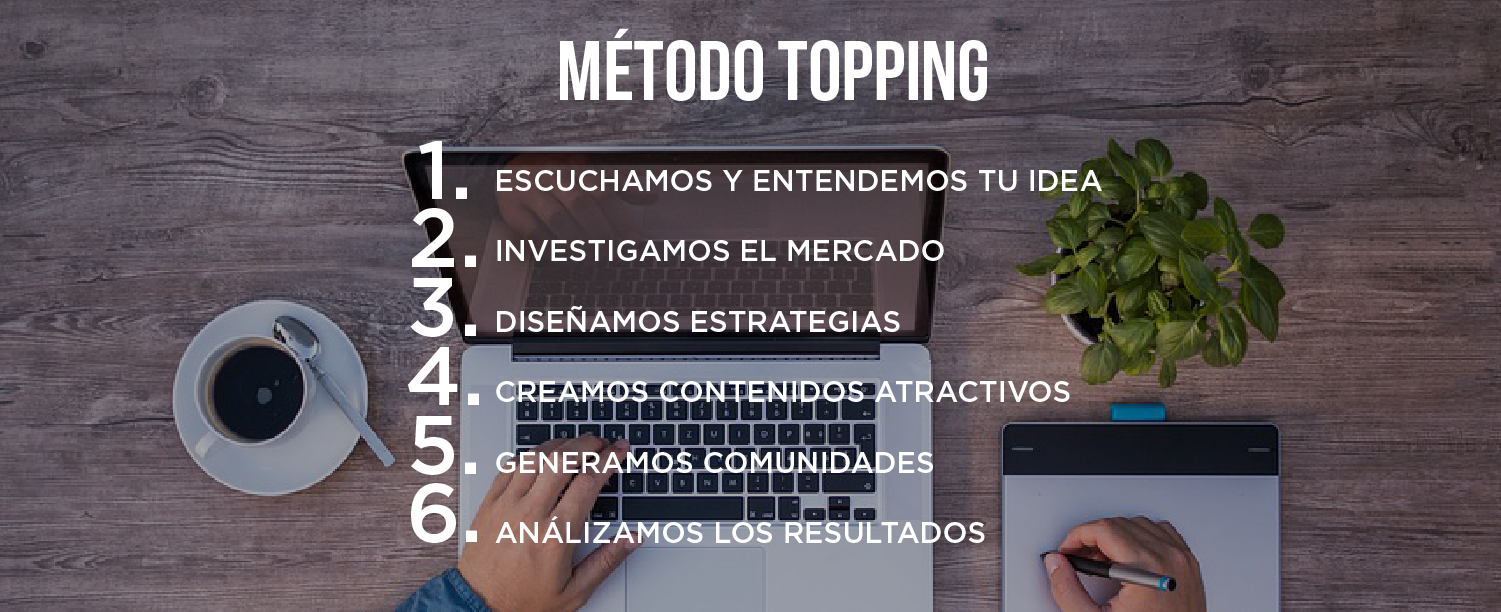 MÉTODO TOPPING
1. ESCUCHAMOS Y ENTENDEMOS TU IDEA
2. INVESTIGAMOS EL MERCADO
3. DISEÑAMOS ESTRATEGIAS
4. CREAMOS CONTENIDOS ATRACTIVOS
5. GENERAMOS COMUNIDADES
6. ANÁLIZAMOS LOS RESULTADOS